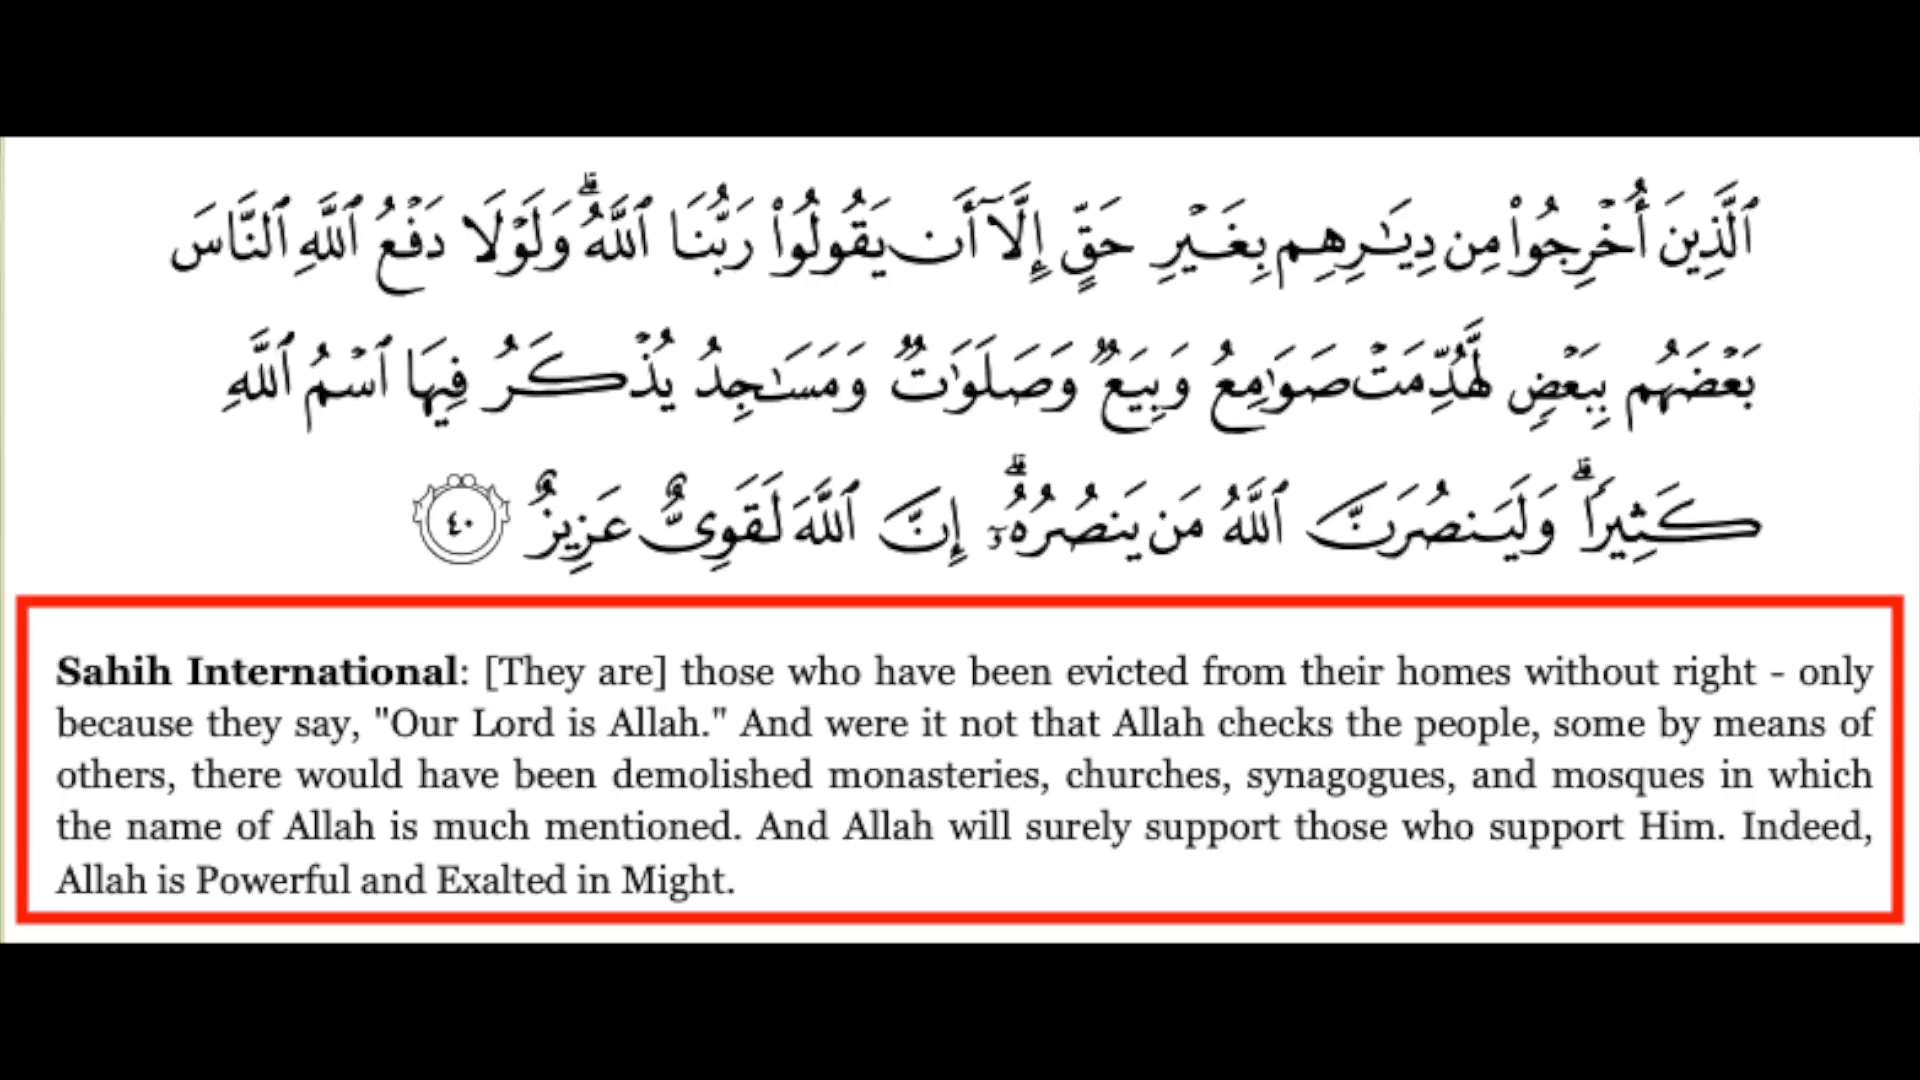 ٱلَّذِينَ أُخْرِجُوا۟ مِن دِيَـٰرِهِم بِغَيْرِ حَقٍّ إِلَّآ أَن يَقُولُوا۟ رَبُّنَا ٱللَّهُ ۗ وَلَوْلَا دَفْعُ ٱللَّهِ ٱلنَّاسَ
بَعْضَهُم بِبَعْضٍ لَّهُدِّمَتْ صَوَٰمِعُ وَبِيَعٌ وَصَلَوَٰتٌ وَمَسَـٰجِدُ يُذْكَرُ فِيهَا ٱسْمُ ٱللَّهِ
كَثِيرًا ۗ وَلَيَنصُرَنَّ ٱللَّهُ مَن يَنصُرُهُۥٓ ۗ إِنَّ ٱللَّهَ لَقَوِىٌّ عَزِيزٌ ٤٠
Sahih International: [They are] those who have been evicted from their homes without right - only
because they say, "Our Lord is Allah." And were it not that Allah checks the people, some by means of
others, there would have been demolished monasteries, churches, synagogues, and mosques in which
the name of Allah is much mentioned. And Allah will surely support those who support Him. Indeed,
Allah is Powerful and Exalted in Might.